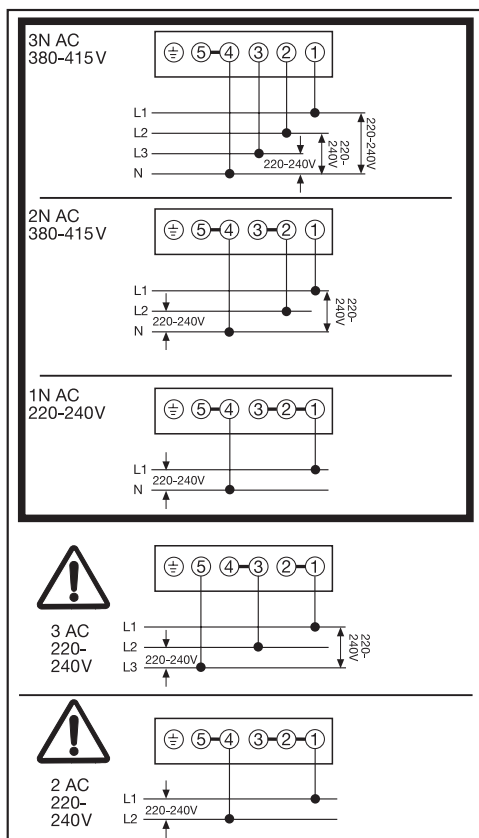 3N AC
380-415V
⏚ 5 4 3 2 1
L1
L2
L3
N
220-240V
220-
240V
220-240V
2N AC
380-415V
⏚ 5 4 3 2 1
L1
L2
N
220-240V
220-
240V
1N AC
220-240V
⏚ 5 4 3 2 1
L1
N
220-240V
3 AC
220-
240V
⏚ 5 4 3 2 1
L1
L2
L3
220-240V
220-
240V
2 AC
220-
240V
⏚ 5 4 3 2 1
L1
L2
220-240V